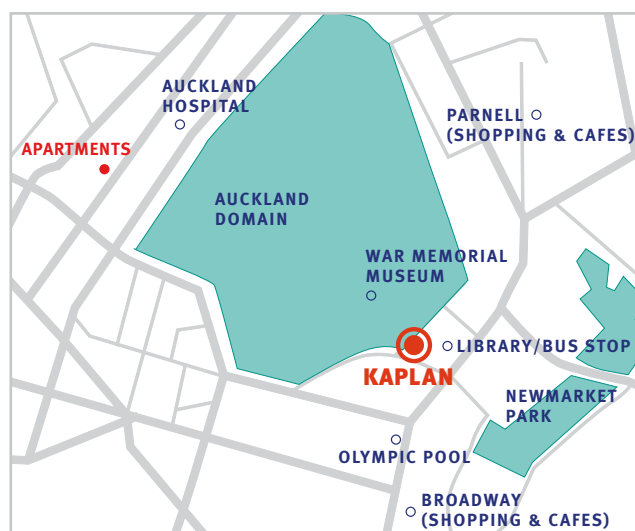 AUCKLAND
HOSPITAL
PARNELL
(SHOPPING & CAFES)
APARTMENTS
AUCKLAND
DOMAIN
WAR MEMORIAL
MUSEUM
LIBRARY/BUS STOP
KAPLAN
NEWMARKET
PARK
OLYMPIC POOL
BROADWAY
(SHOPPING & CAFES)